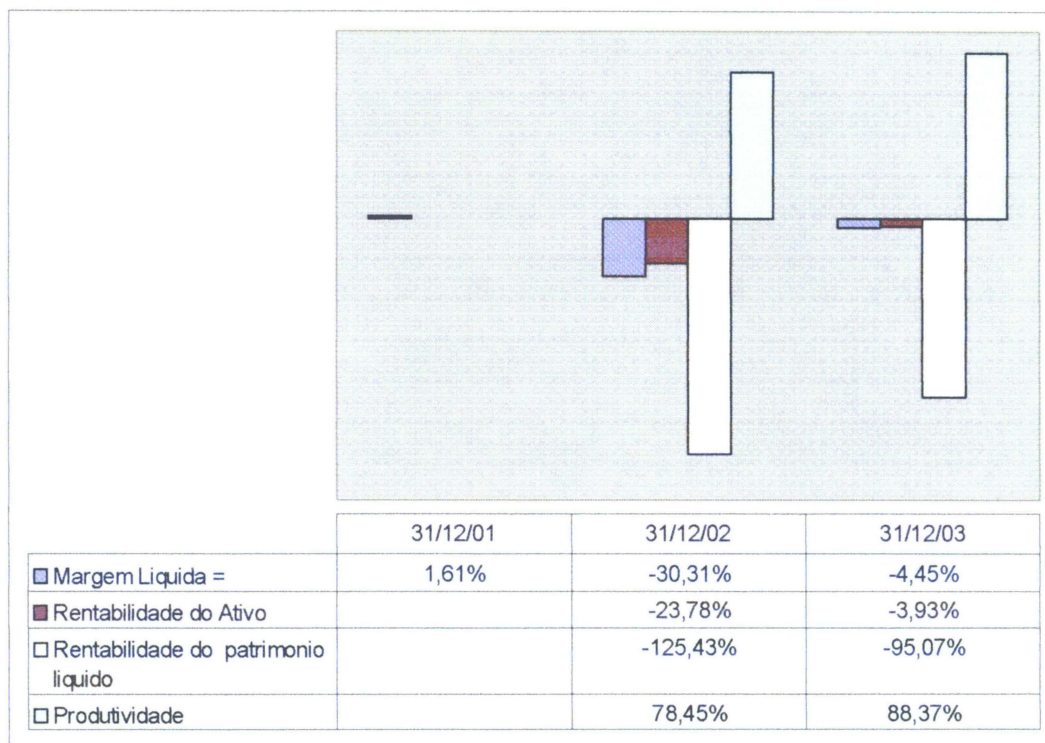 31/12/01 31/12/02 31/12/03
Margem Liquida = 1,61% -30,31% -4,45%
Rentabilidade do Ativo -23,78% -3,93%
Rentabilidade do patrimonio -125,43% -95,07%
liquido
Produtividade 78,45% 88,37%